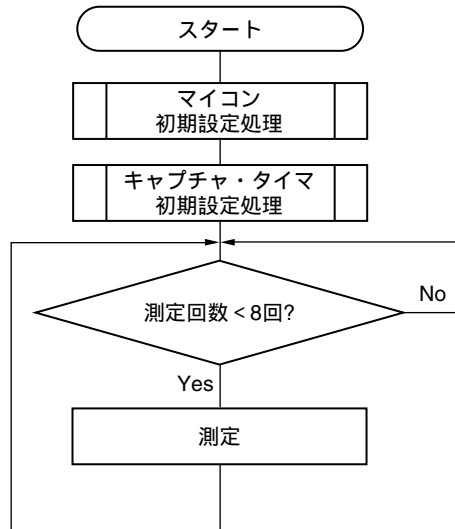 スタート
マイコン
初期設定処理
キャプチャ・タイマ
初期設定処理
測定回数＜8回?
No
Yes
測定